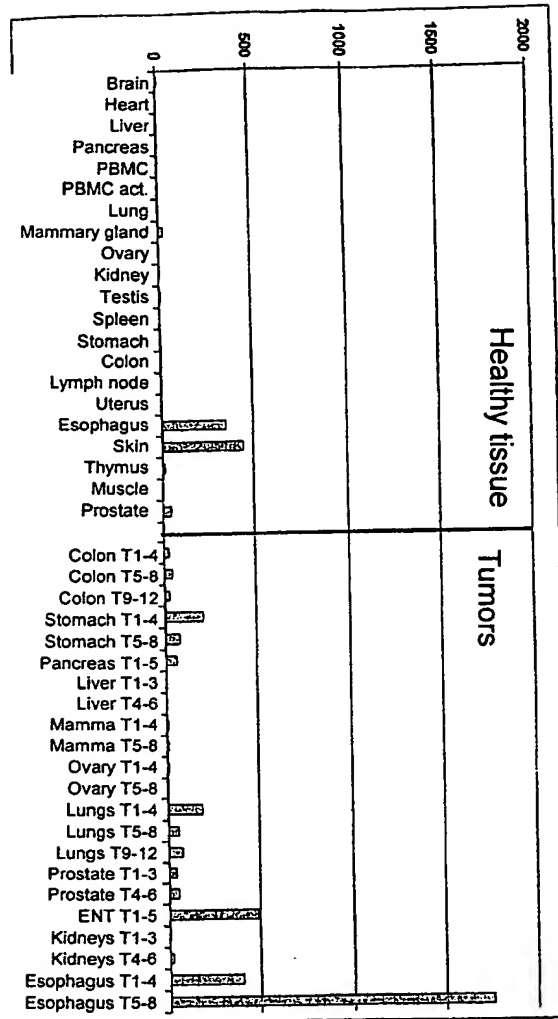 0
500
1000
1500
2000
Healthy tissue
Brain
Heart
Liver
Pancreas
PBMC
PBMC act.
Lung
Mammary gland
Ovary
Kidney
Testis
Spleen
Stomach
Colon
Lymph node
Uterus
Esophagus
Skin
Thymus
Muscle
Prostate
Tumors
Colon T1-4
Colon T5-8
Colon T9-12
Stomach T1-4
Stomach T5-8
Pancreas T1-5
Liver T1-3
Liver T4-6
Mamma T1-4
Mamma T5-8
Ovary T1-4
Ovary T5-8
Lungs T1-4
Lungs T5-8
Lungs T9-12
Prostate T1-3
Prostate T4-6
ENT T1-5
Kidneys T1-3
Kidneys T4-6
Esophagus T1-4
Esophagus T5-8